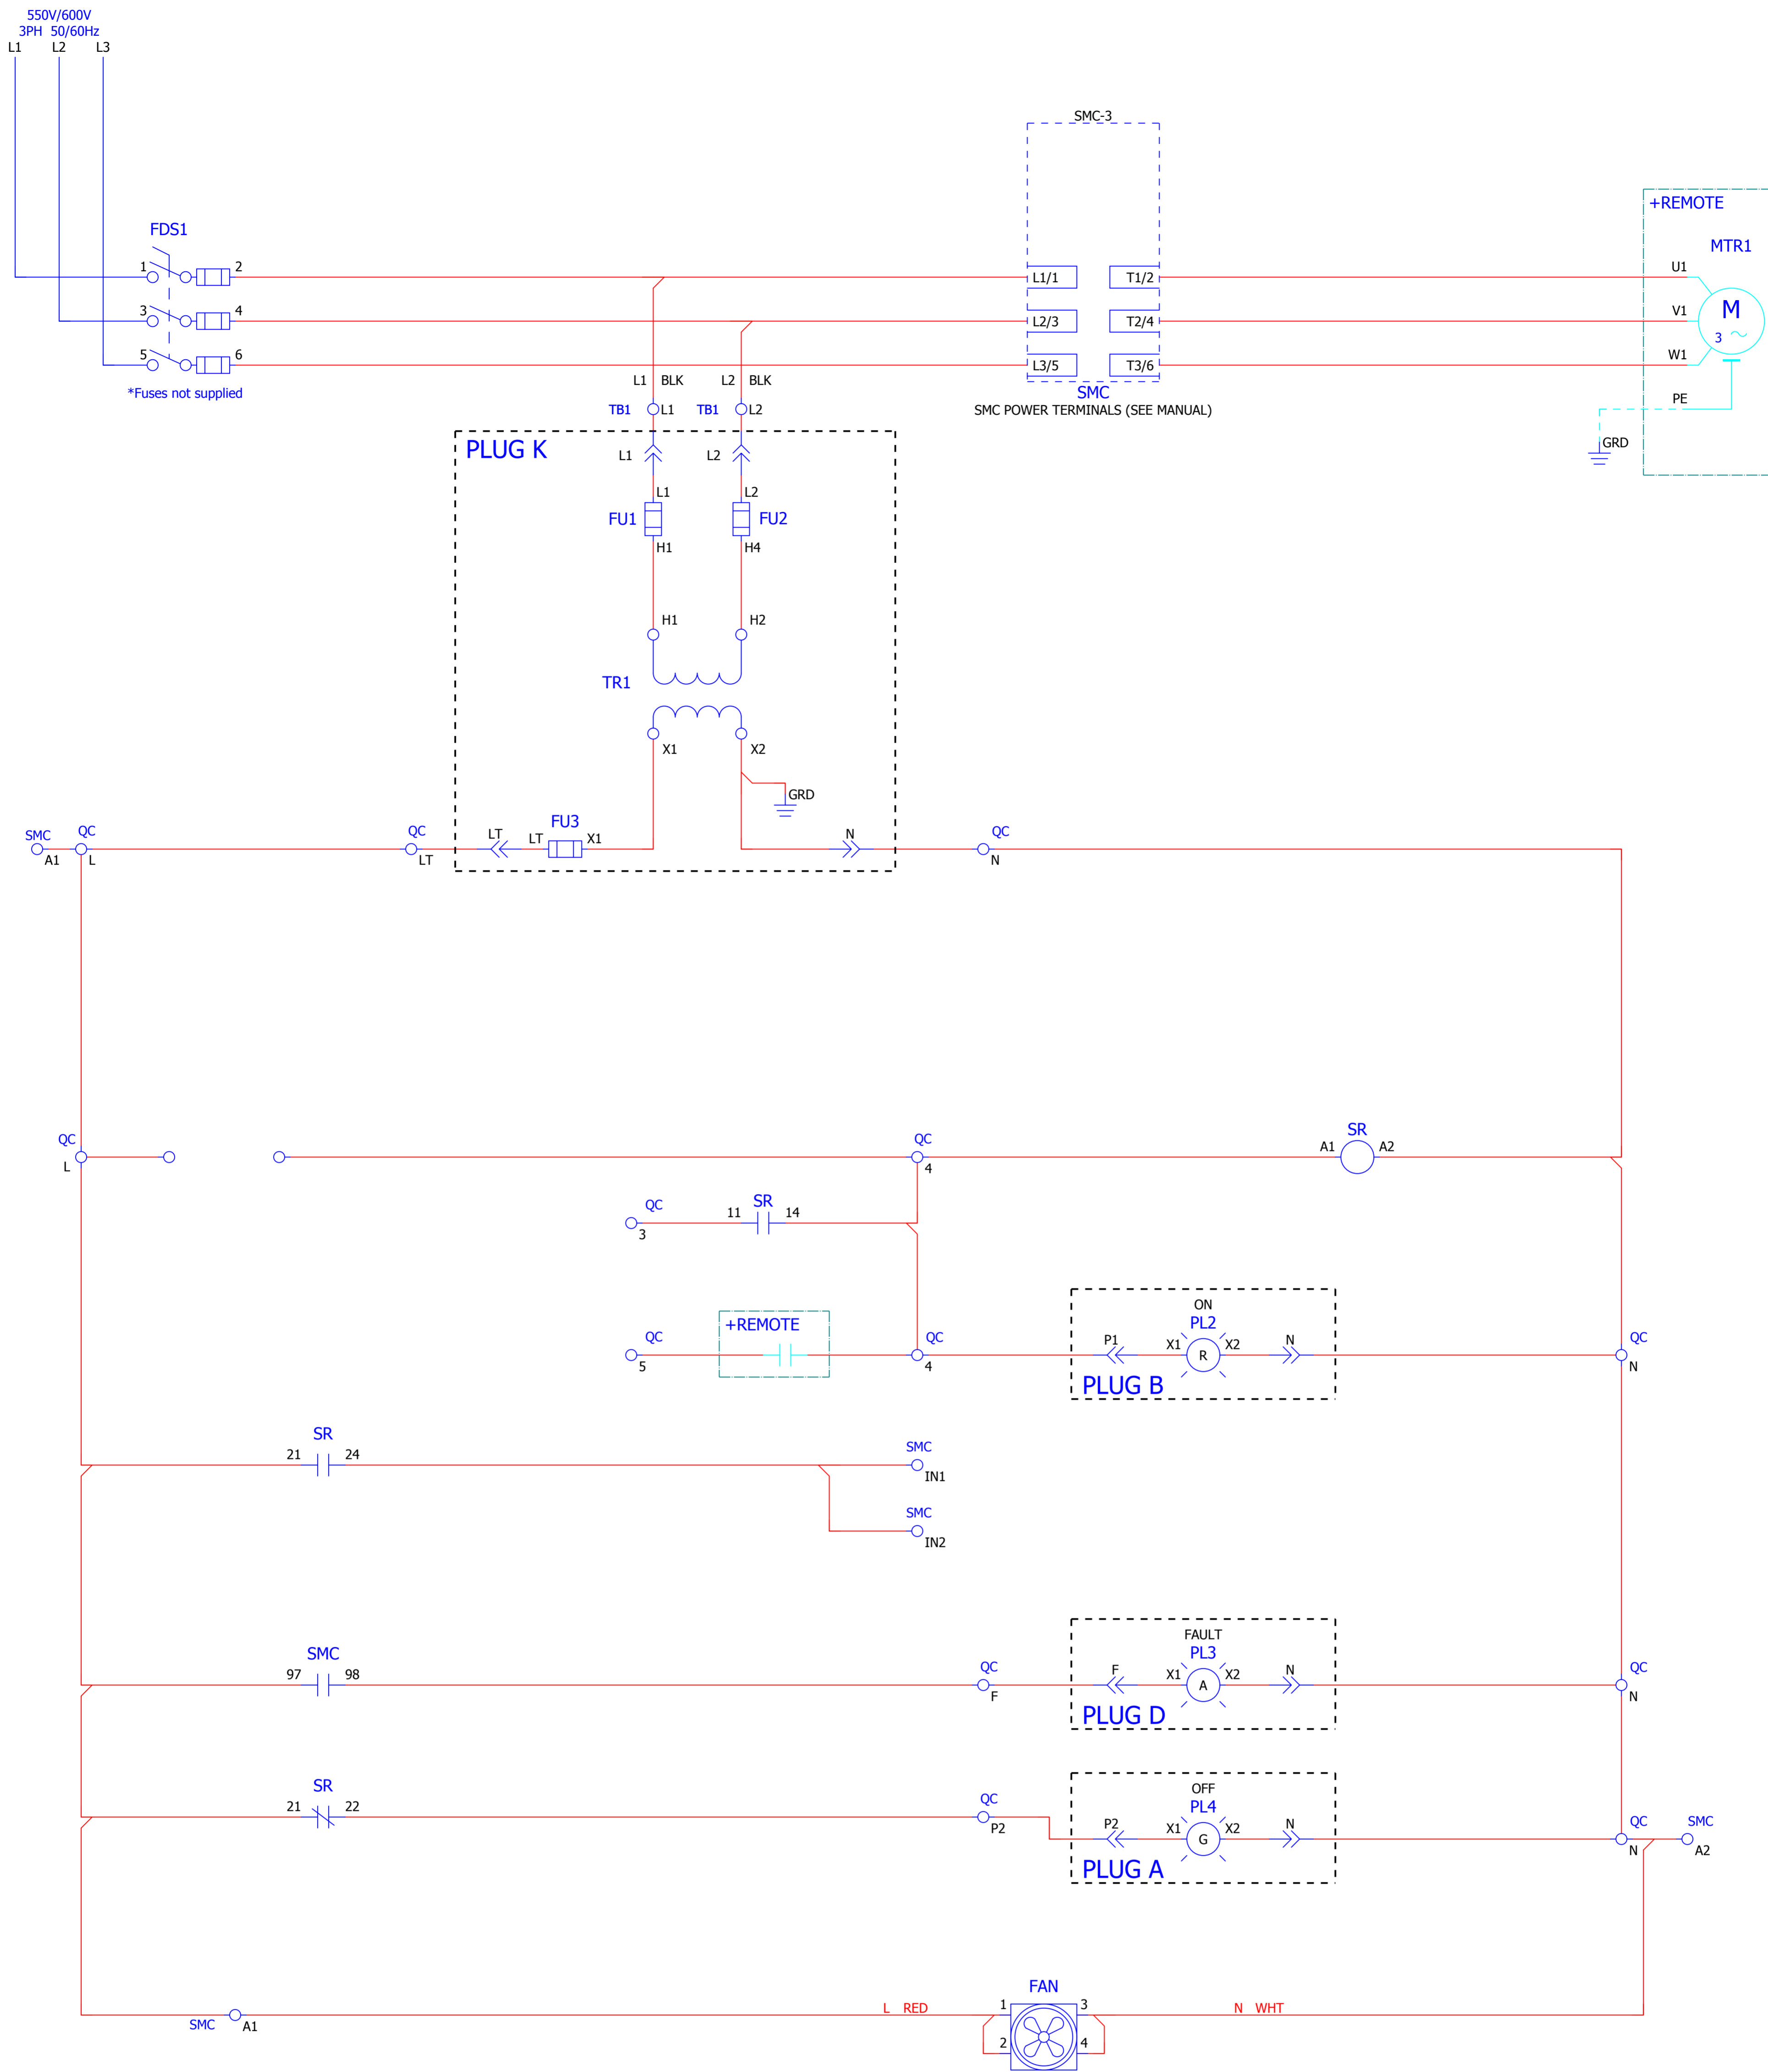 550V/600V
3PH 50/60Hz
L1 L2 L3
SMC-3
+REMOTE
FDS1
MTR1
1 2 L1/1 T1/2 U1
3 4 L2/3 T2/4 V1
M
3
5 6 L3/5 T3/6 W1
*Fuses not supplied
L1 BLK L2 BLK
SMC
SMC POWER TERMINALS (SEE MANUAL)
PE
TB1 L1 TB1 L2
GRD
PLUG K
L1 L2
L1 L2
FU1 FU2
H1 H4
H1 H2
TR1
X1 X2
GRD
SMC QC QC LT FU3 N QC
LT X1
A1 L LT N
QC QC SR
A1 A2
L 4
QC SR
11 14
3
ON
+REMOTE PL2
QC QC P1 X1 X2 N QC
R
5 4 N
PLUG B
SR SMC
21 24
IN1
SMC
IN2
FAULT
SMC PL3
97 98 QC F X1 X2 N QC
A
F N
PLUG D
SR OFF
PL4
21 22 QC P2 X1 X2 N QC SMC
P2 G N A2
PLUG A
FAN
L RED 1 3 N WHT
SMC A1
2 4